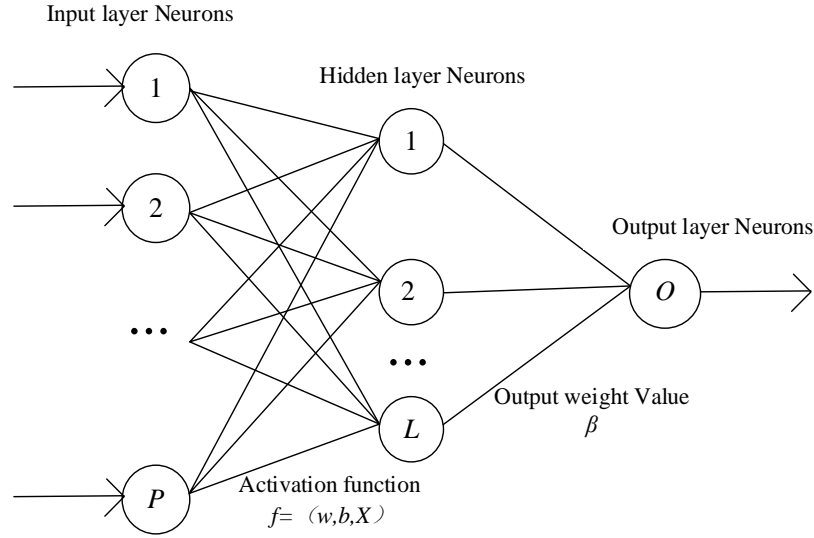 Input layer Neurons
Hidden layer Neurons
Output layer Neurons
1
2
...
P
1
2
...
L
O
Output weight Value
β
Activation function
f=（w,b,X）